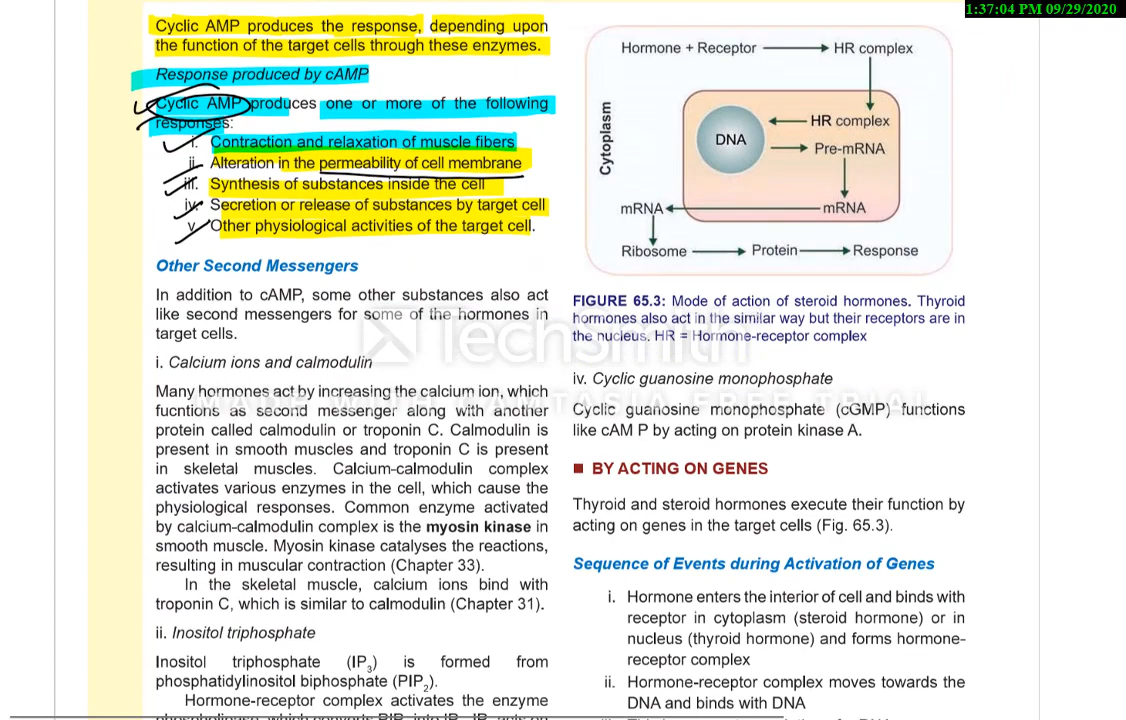 1:37:04 PM 09/29/2020
Cyclic AMP produces the response, depending upon
the function of the target cells through these enzymes.
Response produced by cAMP
Cyclic AMP produces one or more of the following
responses:
i. Contraction and relaxation of muscle fibers
ii. Alteration in the permeability of cell membrane
iii. Synthesis of substances inside the cell
iv. Secretion or release of substances by target cell
v. Other physiological activities of the target cell.
Other Second Messengers
In addition to cAMP, some other substances also act
like second messengers for some of the hormones in
target cells.
i. Calcium ions and calmodulin
Many hormones act by increasing the calcium ion, which
fucntions as second messenger along with another
protein called calmodulin or troponin C. Calmodulin is
present in smooth muscles and troponin C is present
in skeletal muscles. Calcium-calmodulin complex
activates various enzymes in the cell, which cause the
physiological responses. Common enzyme activated
by calcium-calmodulin complex is the myosin kinase in
smooth muscle. Myosin kinase catalyses the reactions,
resulting in muscular contraction (Chapter 33).
In the skeletal muscle, calcium ions bind with
troponin C, which is similar to calmodulin (Chapter 31).
ii. Inositol triphosphate
Inositol triphosphate (IP3) is formed from
phosphatidylinositol biphosphate (PIP2).
Hormone-receptor complex activates the enzyme
Hormone + Receptor HR complex
Cytoplasm
HR complex
DNA
Pre-mRNA
mRNA mRNA
Ribosome Protein Response
FIGURE 65.3: Mode of action of steroid hormones. Thyroid
hormones also act in the similar way but their receptors are in
the nucleus. HR = Hormone-receptor complex
iv. Cyclic guanosine monophosphate
Cyclic guanosine monophosphate (cGMP) functions
like cAM P by acting on protein kinase A.
BY ACTING ON GENES
Thyroid and steroid hormones execute their function by
acting on genes in the target cells (Fig. 65.3).
Sequence of Events during Activation of Genes
i. Hormone enters the interior of cell and binds with
receptor in cytoplasm (steroid hormone) or in
nucleus (thyroid hormone) and forms hormone-
receptor complex
ii. Hormone-receptor complex moves towards the
DNA and binds with DNA
TechSmith
MADE WITH CAMTASIA FREE TRIAL